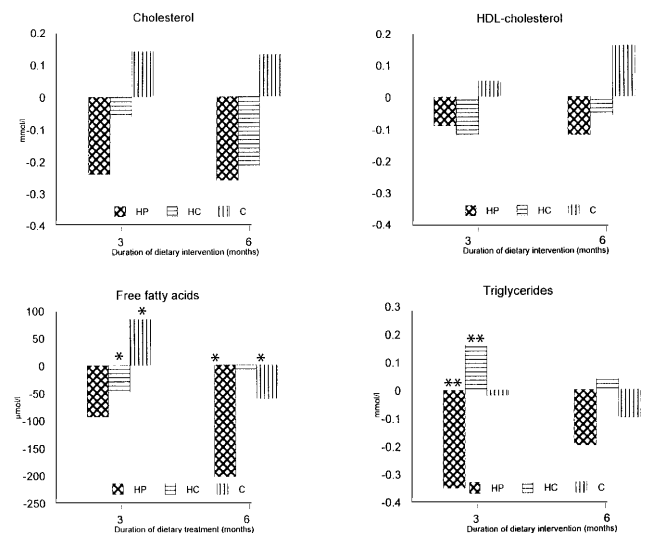 Cholesterol
0.2
0.1
0
-0.1
-0.2
-0.3
-0.4
mmol/l
HP HC C
3 6
Duration of dietary intervention (months)
HDL-cholesterol
0.2
0.1
0
-0.1
-0.2
-0.3
-0.4
HP HC C
3 6
Duration of dietary intervention (months)
Free fatty acids
100
50
0
-50
-100
-150
-200
-250
µmol/l
* *
* *
HP HC C
3 6
Duration of dietary treatment (months)
Triglycerides
0.3
0.2
0.1
0
-0.1
-0.2
-0.3
-0.4
mmol/l
** **
HP HC C
3 6
Duration of dietary intervention (months)